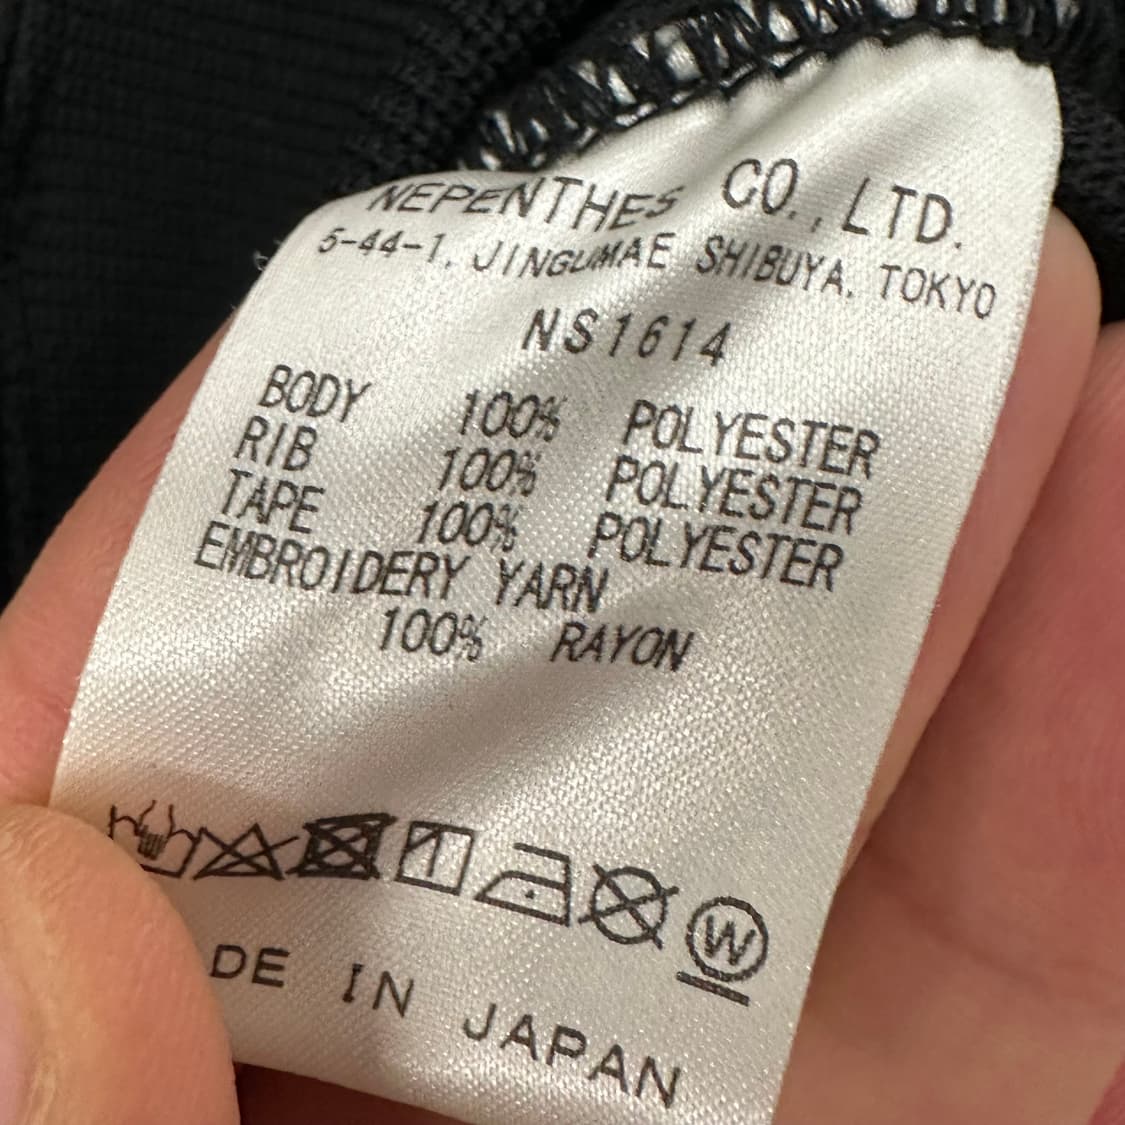 NEPENTHES CO., LTD.
5-44-1, JINGUMAE SHIBUYA, TOKYO
NS1614
BODY 100% POLYESTER
RIB 100% POLYESTER
TAPE 100% POLYESTER
EMBROIDERY YARN
100% RAYON
W
DE IN JAPAN